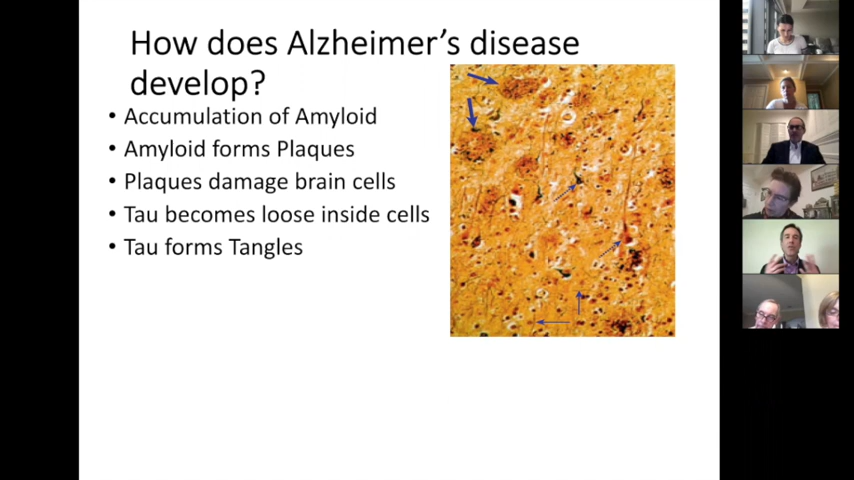 How does Alzheimer's disease
develop?
• Accumulation of Amyloid
• Amyloid forms Plaques
• Plaques damage brain cells
• Tau becomes loose inside cells
• Tau forms Tangles